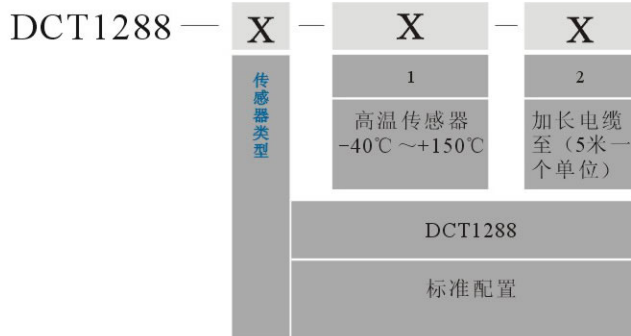 DCT1288 — X — X — X
传感器类型
1
2
高温传感器
-40℃～+150℃
加长电缆
至（5米一
个单位）
DCT1288
标准配置